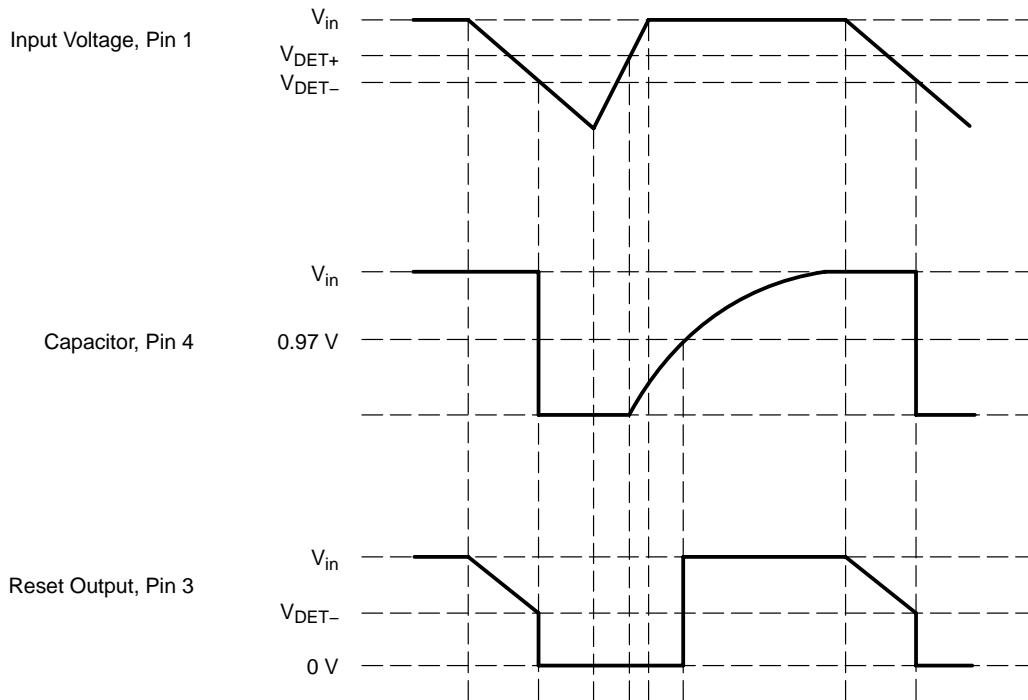 V_in
Input Voltage, Pin 1
V_DET+
V_DET–
V_in
Capacitor, Pin 4
0.97 V
V_in
Reset Output, Pin 3
V_DET–
0 V